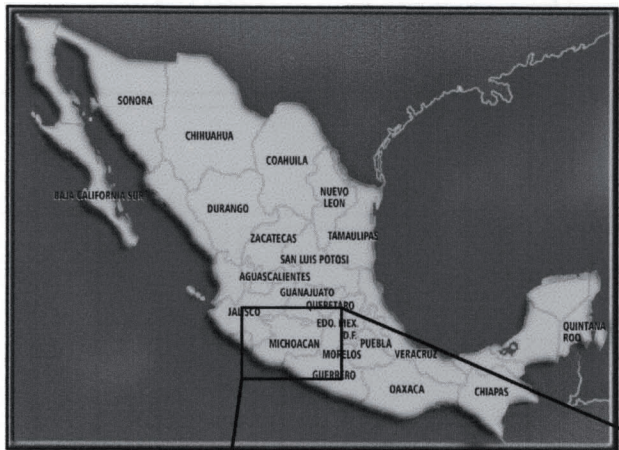 SONORA
CHIHUAHUA
COAHUILA
BAJA CALIFORNIA SUR
NUEVO
LEON
DURANGO
TAMAULIPAS
ZACATECAS
SAN LUIS POTOSI
AGUASCALIENTES
GUANAJUATO
QUERETARO
JALISCO
EDO. MEX.
D.F.
QUINTANA
ROO
MICHOACAN
PUEBLA
MORELOS
VERACRUZ
GUERRERO
OAXACA
CHIAPAS